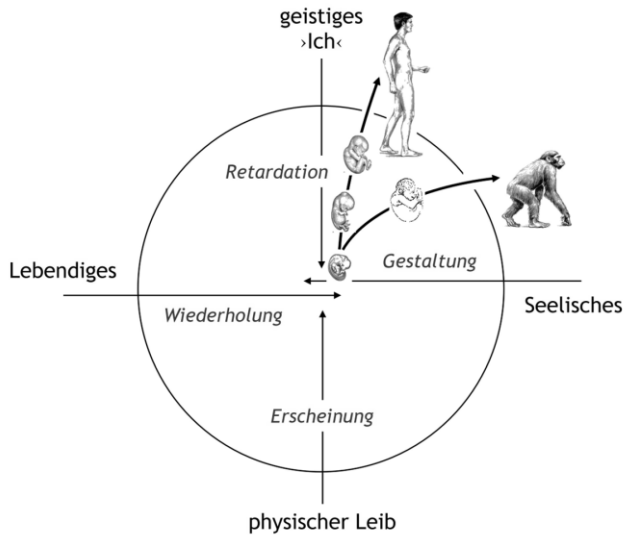 geistiges
›Ich‹
Retardation
Lebendiges
Gestaltung
Seelisches
Wiederholung
Erscheinung
physischer Leib